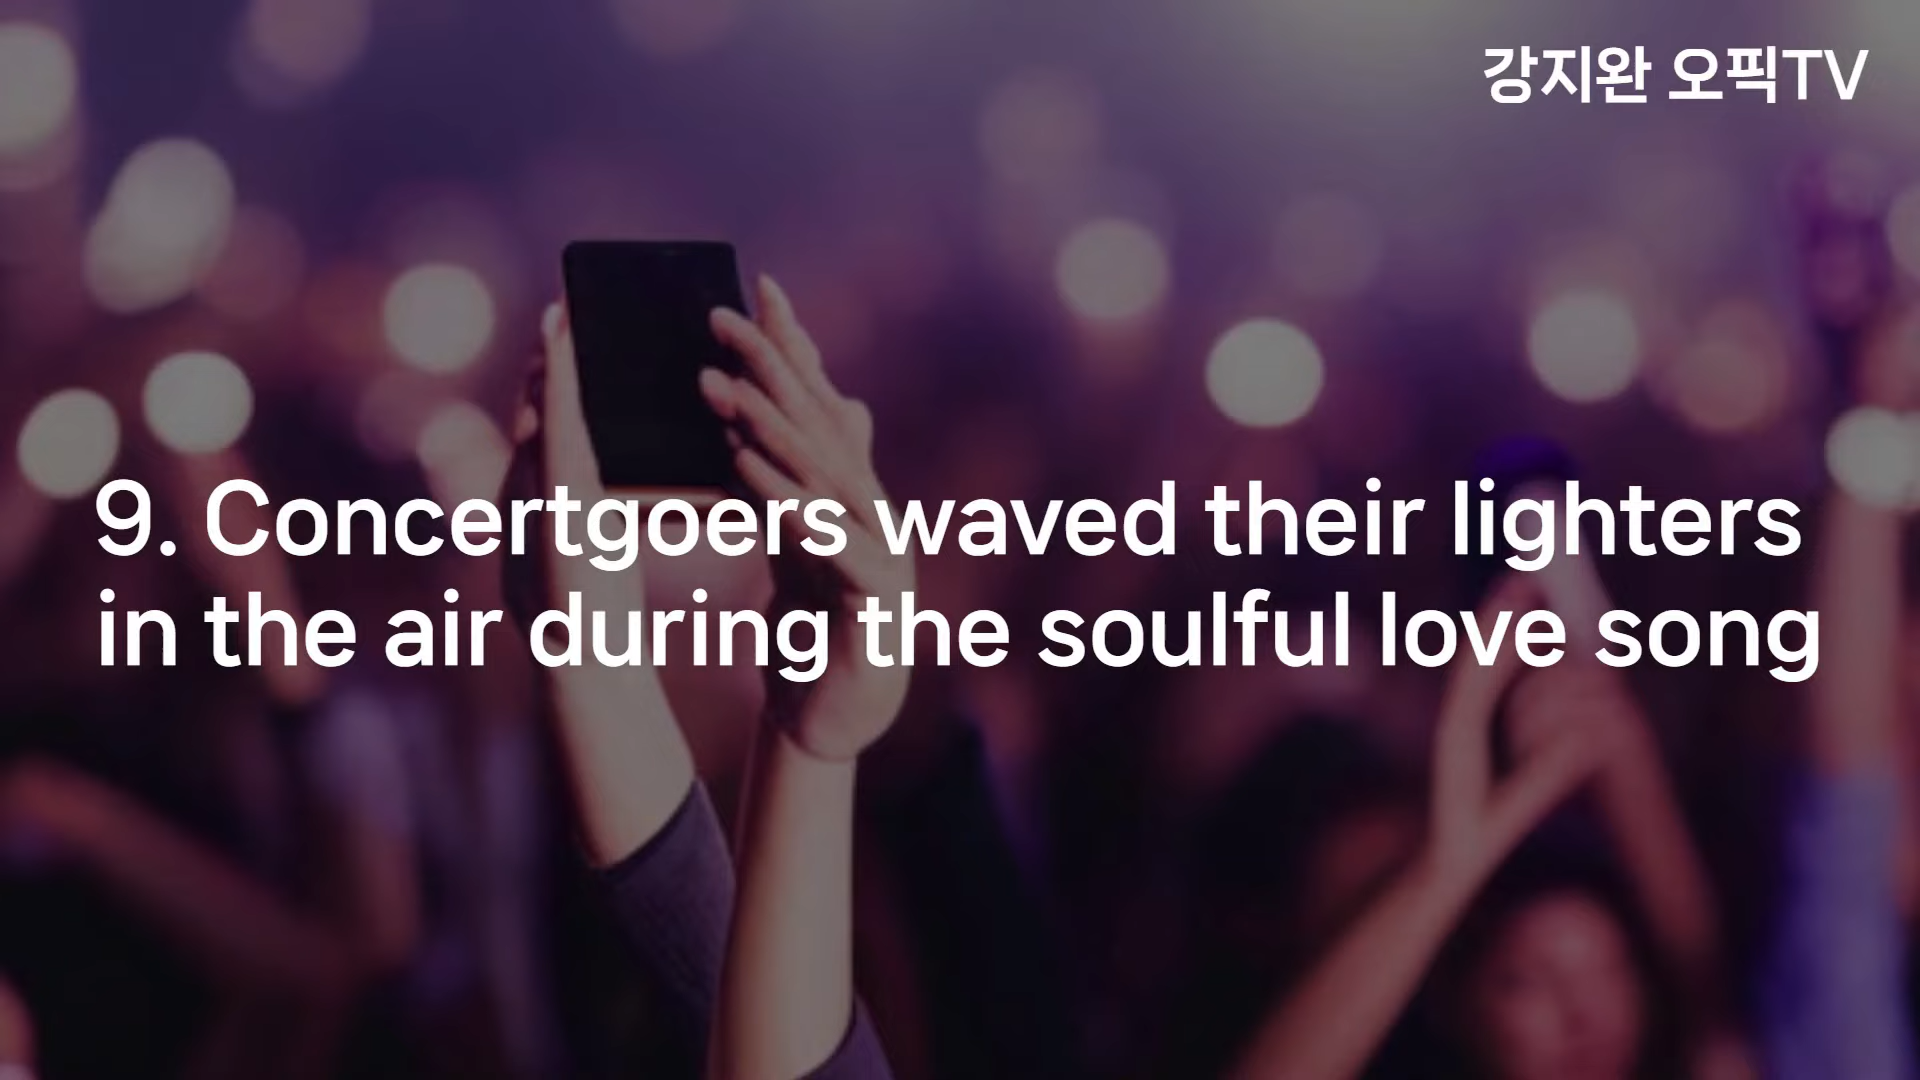 강지완 오픽TV
9. Concertgoers waved their lighters
in the air during the soulful love song